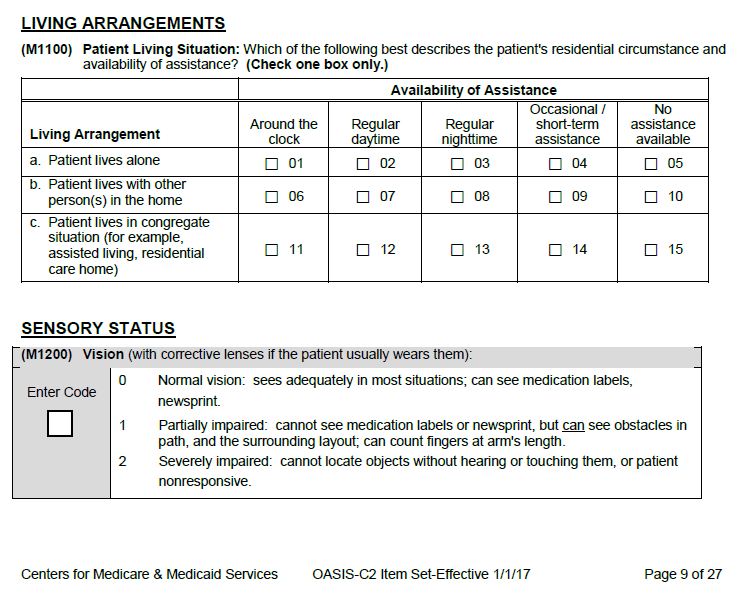 LIVING ARRANGEMENTS
(M1100) Patient Living Situation: Which of the following best describes the patient's residential circumstance and
availability of assistance? (Check one box only.)
Availability of Assistance
Living Arrangement
Around the
clock
Regular
daytime
Regular
nighttime
Occasional /
short-term
assistance
No
assistance
available
a. Patient lives alone
☐ 01 ☐ 02 ☐ 03 ☐ 04 ☐ 05
b. Patient lives with other
person(s) in the home
☐ 06 ☐ 07 ☐ 08 ☐ 09 ☐ 10
c. Patient lives in congregate
situation (for example,
assisted living, residential
care home)
☐ 11 ☐ 12 ☐ 13 ☐ 14 ☐ 15
SENSORY STATUS
(M1200) Vision (with corrective lenses if the patient usually wears them):
Enter Code
0 Normal vision: sees adequately in most situations; can see medication labels,
newsprint.
1 Partially impaired: cannot see medication labels or newsprint, but can see obstacles in
path, and the surrounding layout; can count fingers at arm's length.
2 Severely impaired: cannot locate objects without hearing or touching them, or patient
nonresponsive.
Centers for Medicare & Medicaid Services OASIS-C2 Item Set-Effective 1/1/17 Page 9 of 27